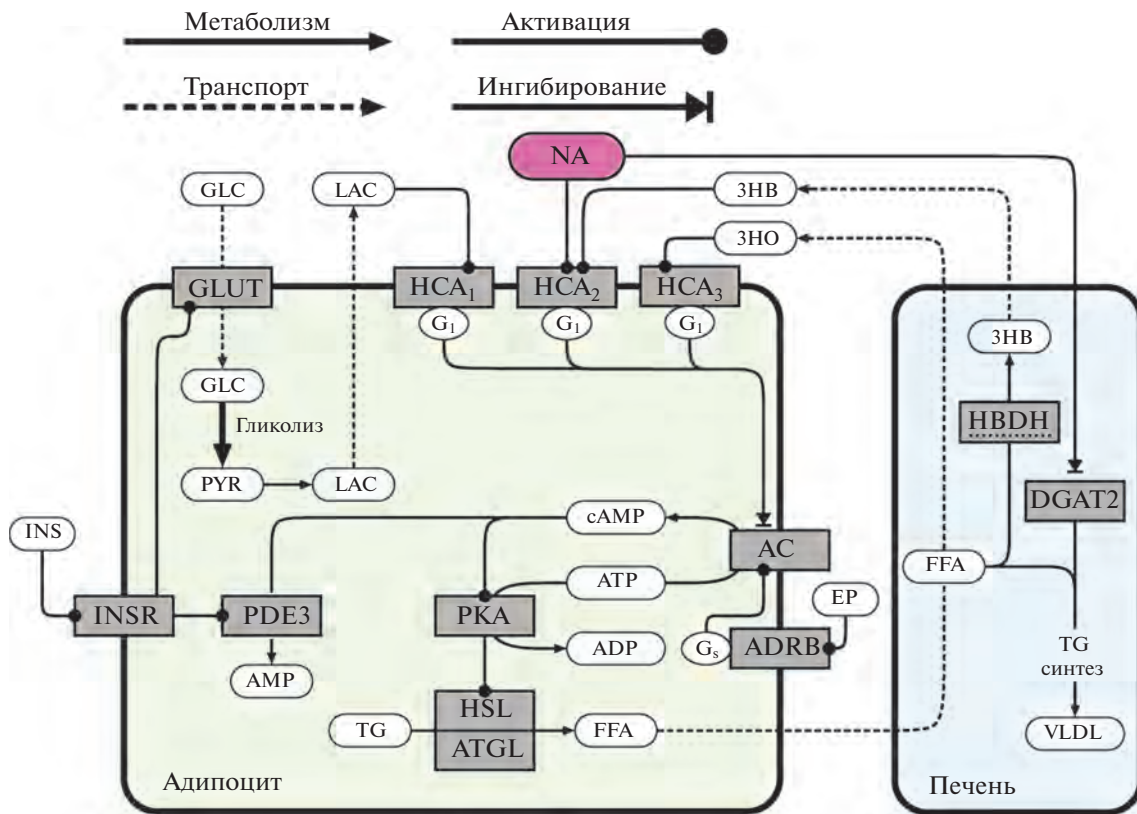 Метаболизм
Активация
Транспорт
Ингибирование
NA
GLC
LAC
3HB
3HO
GLUT
HCA₁
HCA₂
HCA₃
G₁
G₁
G₁
3HB
GLC
HBDH
Гликолиз
PYR
LAC
DGAT2
INS
cAMP
AC
FFA
ATP
EP
INSR
PDE3
PKA
ADP
Gₛ
ADRB
TG
синтез
AMP
HSL
TG
FFA
VLDL
ATGL
Адипоцит
Печень